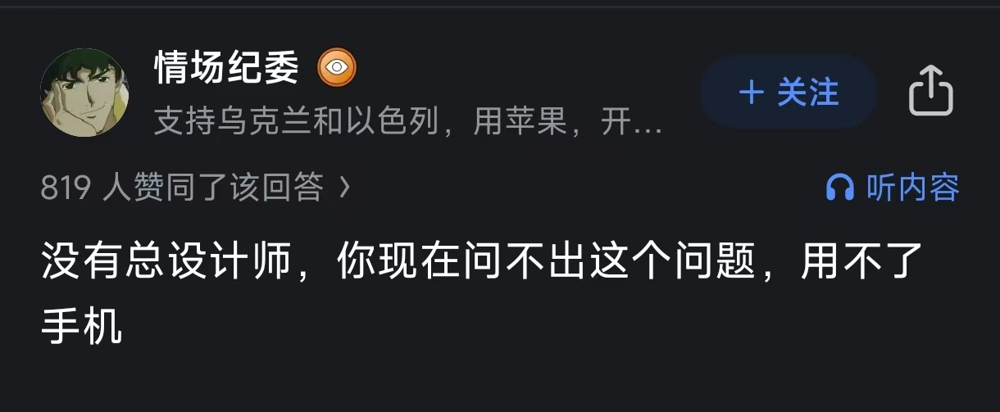 情场纪委
支持乌克兰和以色列，用苹果，开...
+ 关注
819 人赞同了该回答 >
听内容
没有总设计师，你现在问不出这个问题，用不了
手机